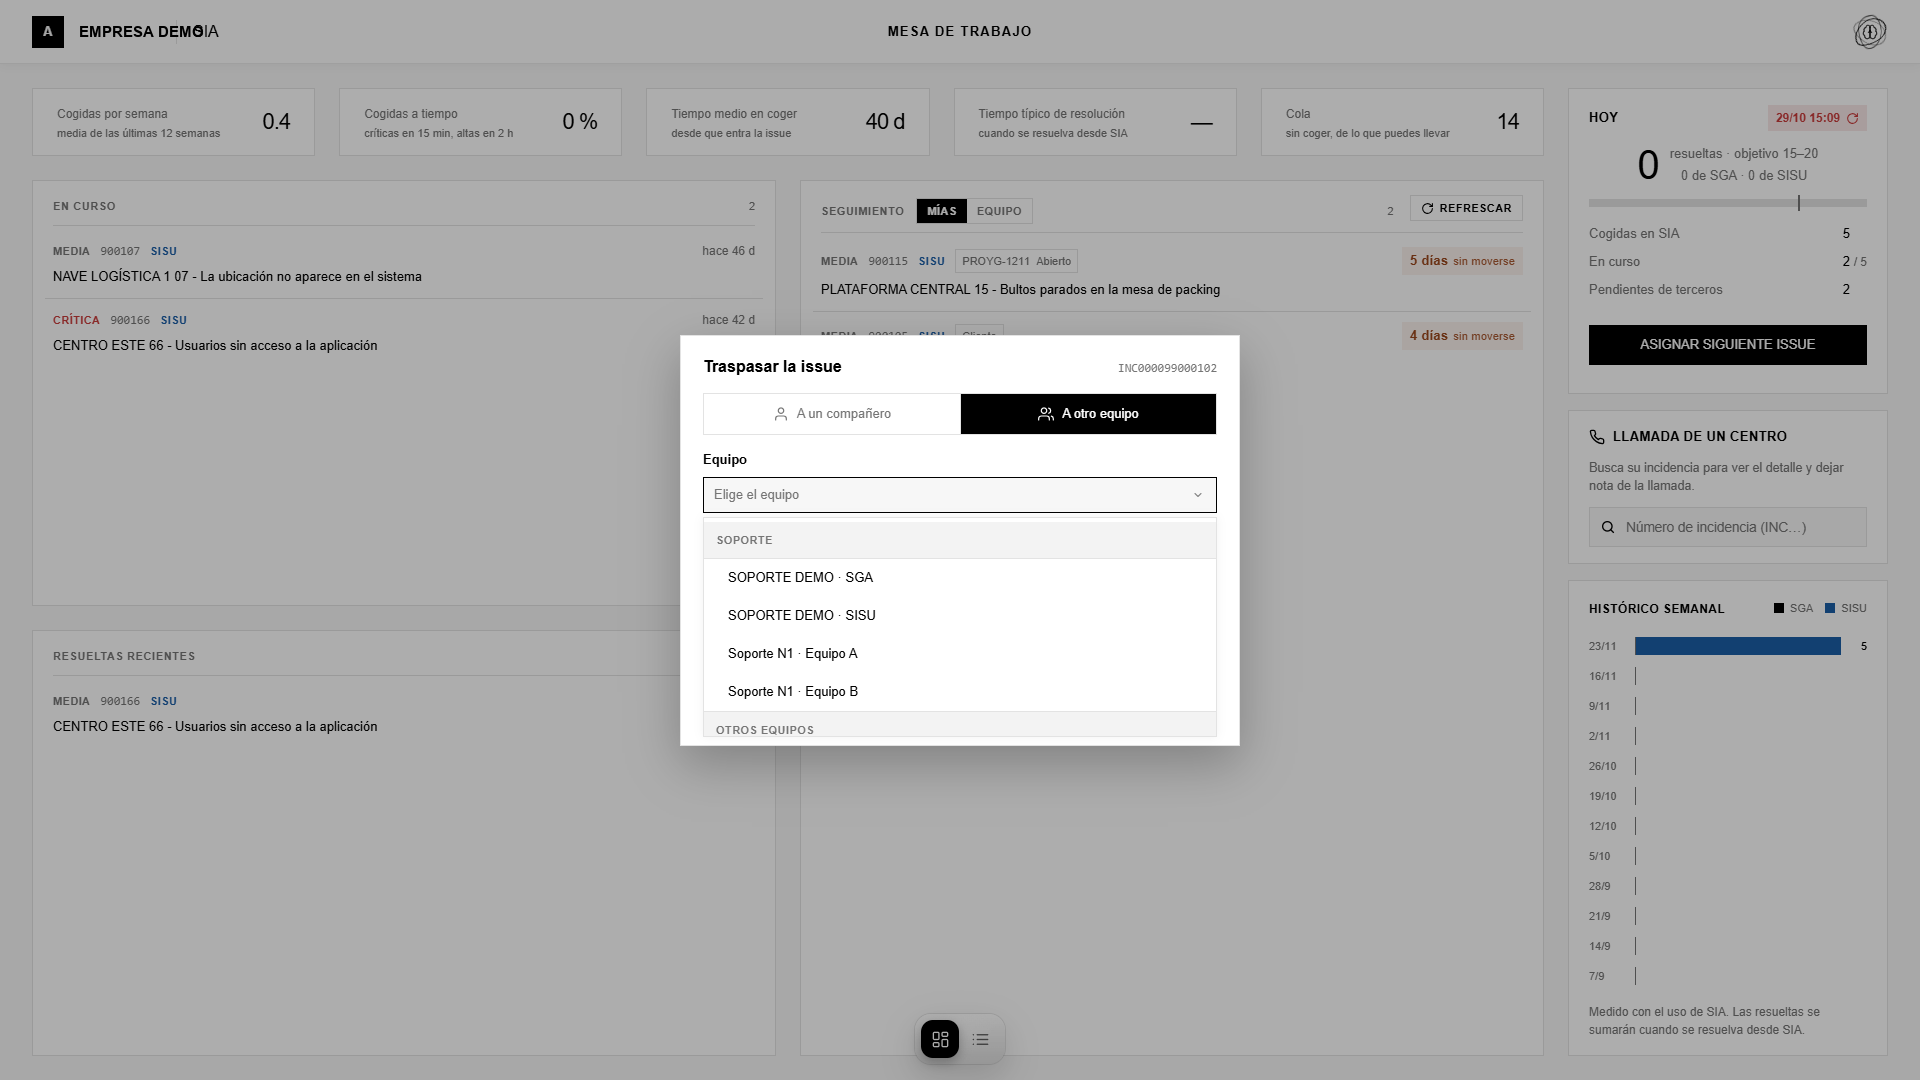 A EMPRESA DEMO SIA
MESA DE TRABAJO
Cogidas por semana
media de las últimas 12 semanas
0.4
Cogidas a tiempo
críticas en 15 min, altas en 2 h
0 %
Tiempo medio en coger
desde que entra la issue
40 d
Tiempo típico de resolución
cuando se resuelva desde SIA
—
Cola
sin coger, de lo que puedes llevar
14
EN CURSO 2
MEDIA 900107 SISU hace 46 d
NAVE LOGÍSTICA 1 07 - La ubicación no aparece en el sistema
CRÍTICA 900166 SISU hace 42 d
CENTRO ESTE 66 - Usuarios sin acceso a la aplicación
RESUELTAS RECIENTES
MEDIA 900166 SISU
CENTRO ESTE 66 - Usuarios sin acceso a la aplicación
SEGUIMIENTO MÍAS EQUIPO 2 REFRESCAR
MEDIA 900115 SISU PROYG-1211 Abierto 5 días sin moverse
PLATAFORMA CENTRAL 15 - Bultos parados en la mesa de packing
MEDIA SISU Cliente 4 días sin moverse
Traspasar la issue INC000099000102
A un compañero A otro equipo
Equipo
Elige el equipo
SOPORTE
SOPORTE DEMO · SGA
SOPORTE DEMO · SISU
Soporte N1 · Equipo A
Soporte N1 · Equipo B
OTROS EQUIPOS
HOY 29/10 15:09
0 resueltas · objetivo 15–20
0 de SGA · 0 de SISU
Cogidas en SIA 5
En curso 2 / 5
Pendientes de terceros 2
ASIGNAR SIGUIENTE ISSUE
LLAMADA DE UN CENTRO
Busca su incidencia para ver el detalle y dejar
nota de la llamada.
Número de incidencia (INC…)
HISTÓRICO SEMANAL SGA SISU
23/11 5
16/11
9/11
2/11
26/10
19/10
12/10
5/10
28/9
21/9
14/9
7/9
Medido con el uso de SIA. Las resueltas se
sumarán cuando se resuelva desde SIA.